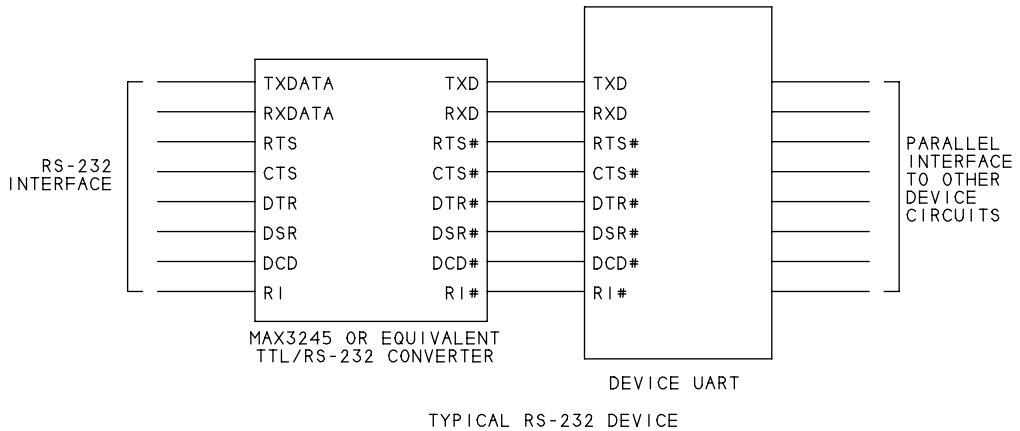 RS-232
INTERFACE
TXDATA
RXDATA
RTS
CTS
DTR
DSR
DCD
RI
TXD
RXD
RTS#
CTS#
DTR#
DSR#
DCD#
RI#
MAX3245 OR EQUIVALENT
TTL/RS-232 CONVERTER
TXD
RXD
RTS#
CTS#
DTR#
DSR#
DCD#
RI#
DEVICE UART
PARALLEL
INTERFACE
TO OTHER
DEVICE
CIRCUITS
TYPICAL RS-232 DEVICE